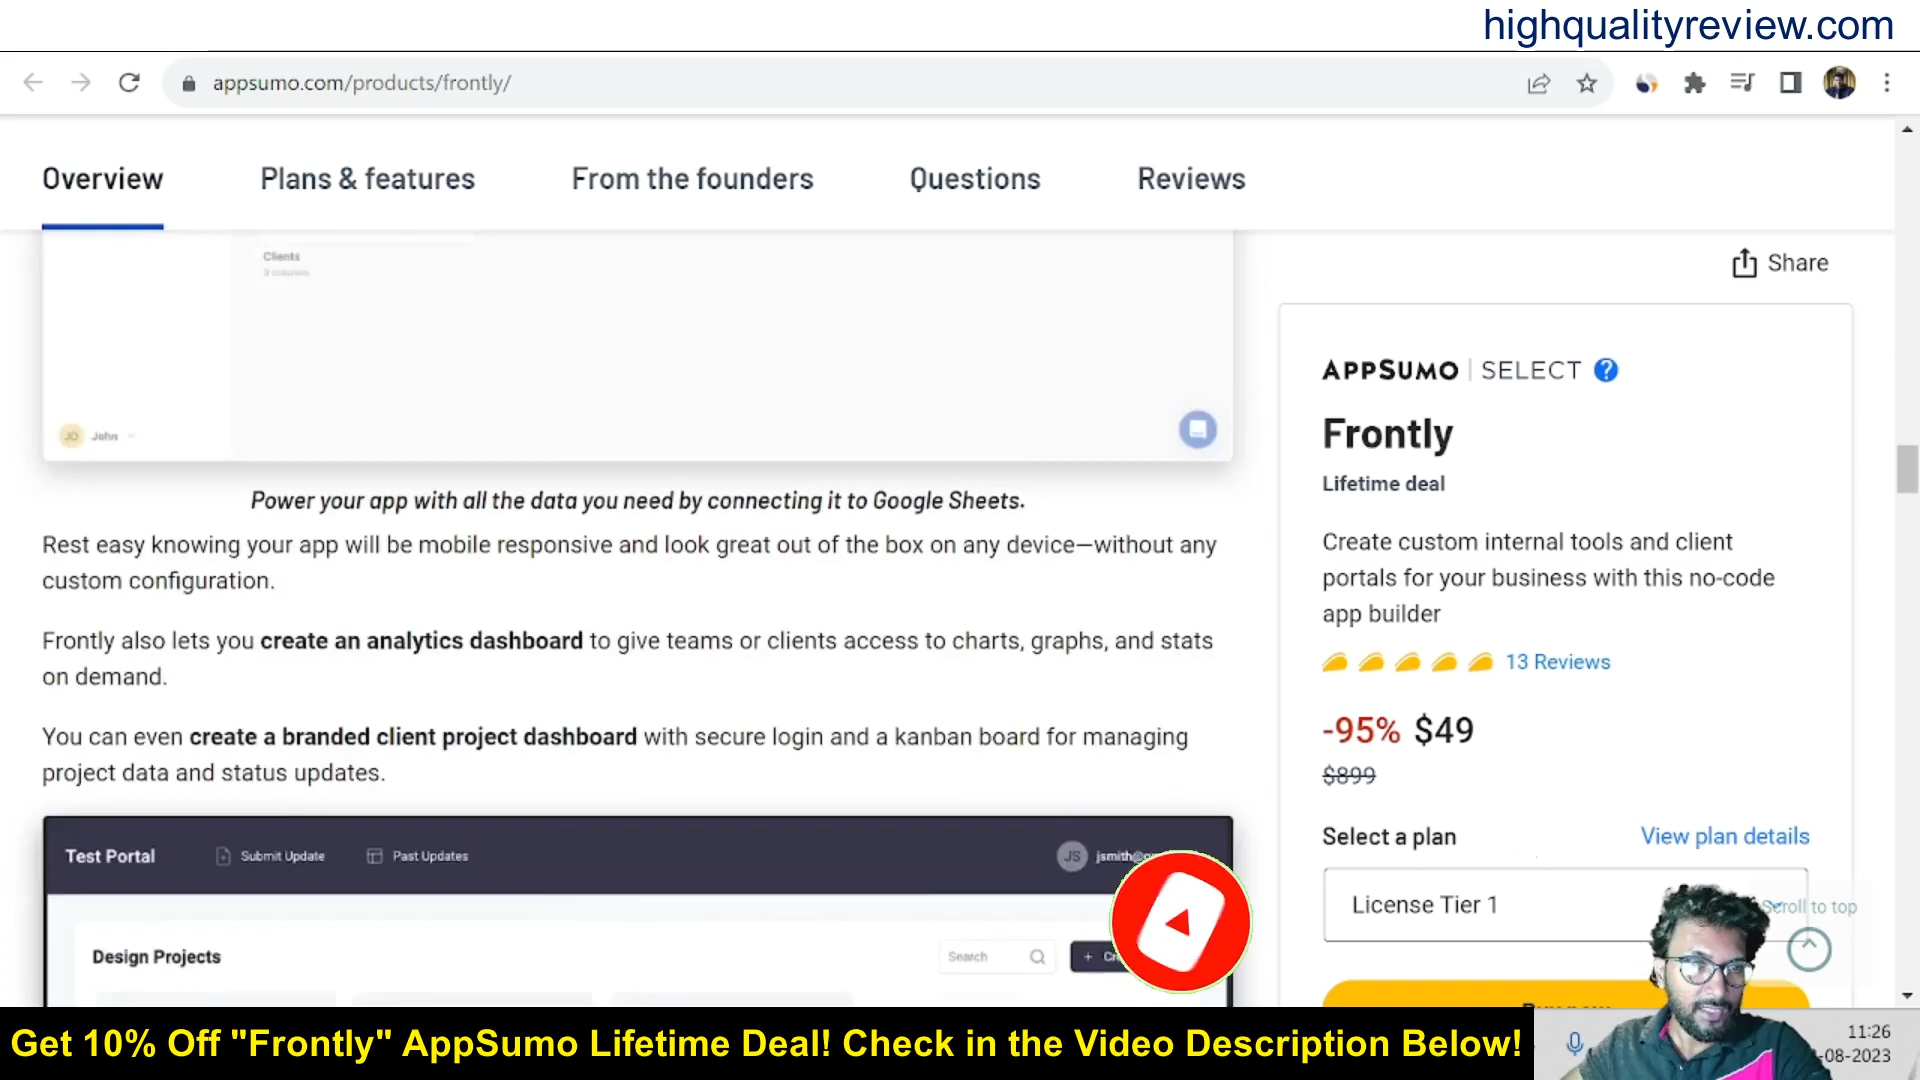 highqualityreview.com
appsumo.com/products/frontly/
Overview Plans & features From the founders Questions Reviews
Clients
9 columns
JD John
Share
Power your app with all the data you need by connecting it to Google Sheets.
Rest easy knowing your app will be mobile responsive and look great out of the box on any device—without any
custom configuration.
Frontly also lets you create an analytics dashboard to give teams or clients access to charts, graphs, and stats
on demand.
You can even create a branded client project dashboard with secure login and a kanban board for managing
project data and status updates.
Test Portal Submit Update Past Updates JS
Design Projects Search +
APPSUMO | SELECT ?
Frontly
Lifetime deal
Create custom internal tools and client
portals for your business with this no-code
app builder
13 Reviews
-95% $49
$899
Select a plan View plan details
License Tier 1
Scroll to top
Buy now
Get 10% Off "Frontly" AppSumo Lifetime Deal! Check in the Video Description Below!
11:26
-08-2023